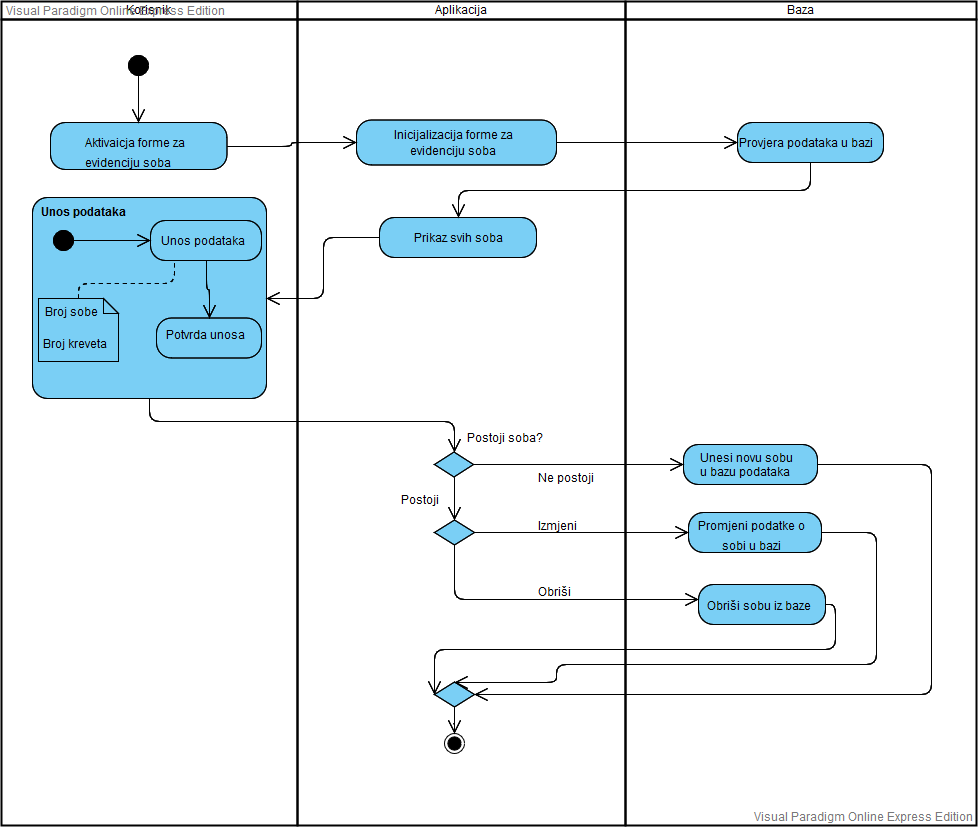 Visual Paradigm Online Express Edition
Korisnik
Aplikacija
Baza
Aktivaicja forme za
evidenciju soba
Inicijalizacija forme za
evidenciju soba
Provjera podataka u bazi
Prikaz svih soba
Unos podataka
Unos podataka
Broj sobe
Broj kreveta
Potvrda unosa
Postoji soba?
Ne postoji
Unesi novu sobu
u bazu podataka
Postoji
Izmjeni
Promjeni podatke o
sobi u bazi
Obriši
Obriši sobu iz baze
Visual Paradigm Online Express Edition